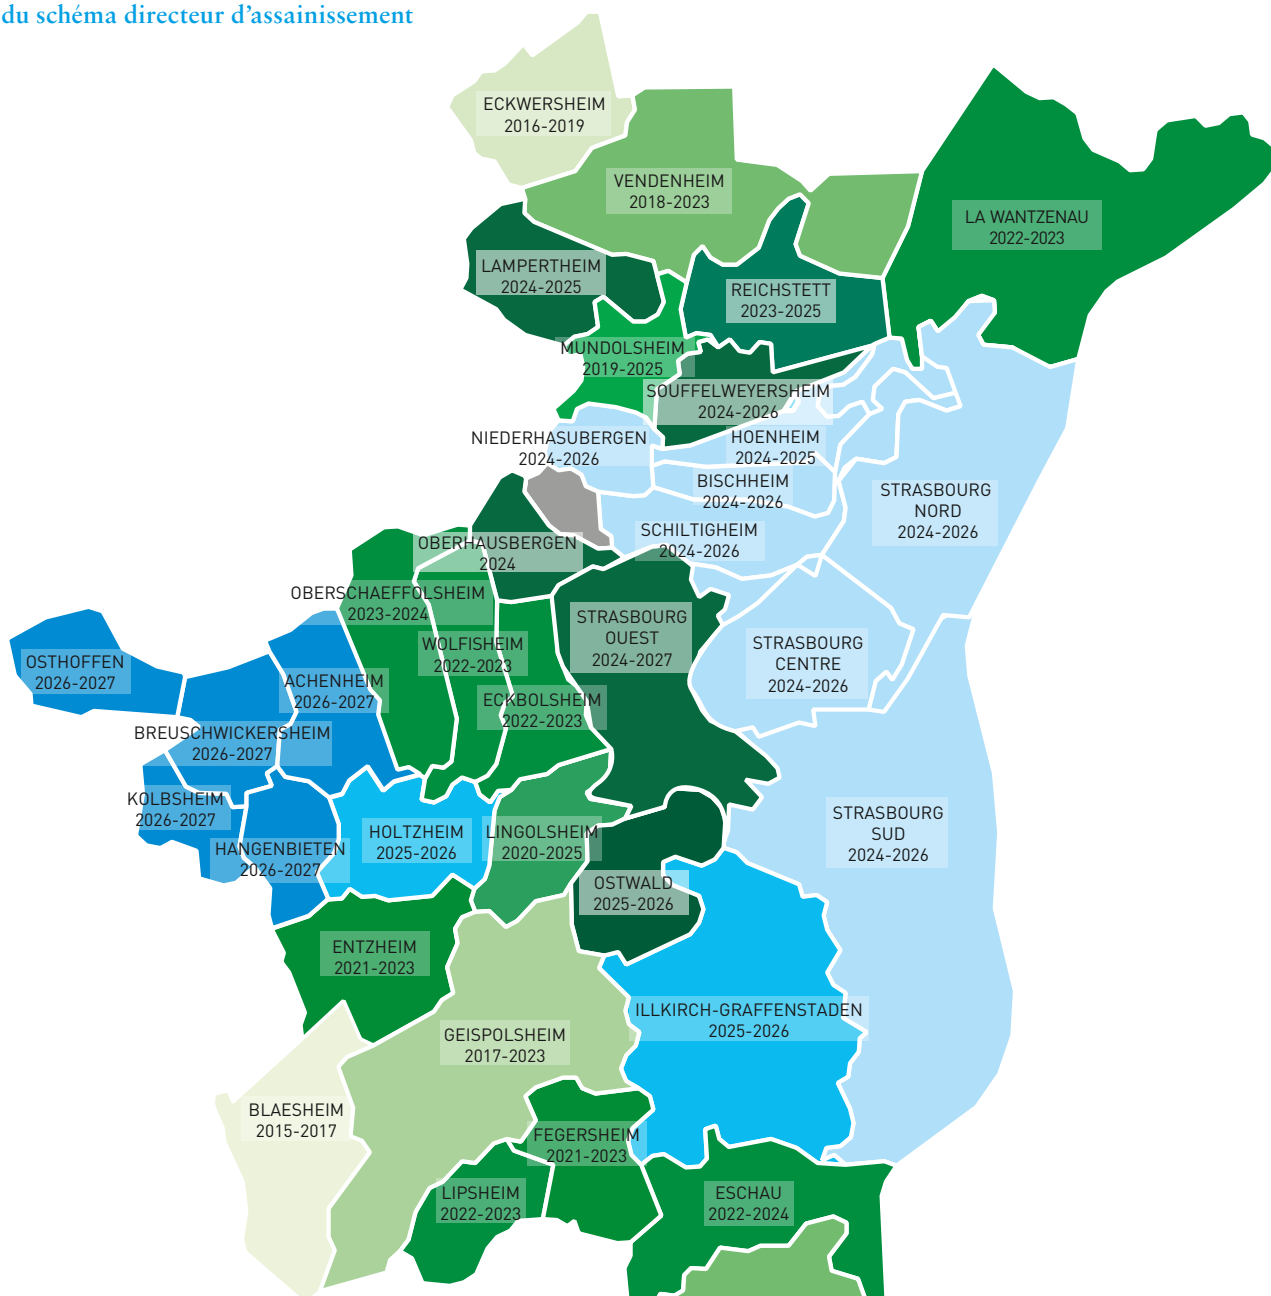 du schéma directeur d'assainissement
ECKWERSHEIM
2016-2019
VENDENHEIM
2018-2023
LA WANTZENAU
2022-2023
LAMPERTHEIM
2024-2025
REICHSTETT
2023-2025
MUNDOLSHEIM
2019-2025
SOUFFELWEYERSHEIM
2024-2026
NIEDERHASUBERGEN
2024-2026
HOENHEIM
2024-2025
BISCHHEIM
2024-2026
STRASBOURG
NORD
2024-2026
SCHILTIGHEIM
2024-2026
OBERHAUSBERGEN
2024
OBERSCHAEFFOLSHEIM
2023-2024
STRASBOURG
OUEST
2024-2027
WOLFISHEIM
2022-2023
STRASBOURG
CENTRE
2024-2026
OSTHOFFEN
2026-2027
ACHENHEIM
2026-2027
ECKBOLSHEIM
2022-2023
BREUSCHWICKERSHEIM
2026-2027
KOLBSHEIM
2026-2027
STRASBOURG
SUD
2024-2026
HOLTZHEIM
2025-2026
LINGOLSHEIM
2020-2025
HANGENBIETEN
2026-2027
OSTWALD
2025-2026
ENTZHEIM
2021-2023
ILLKIRCH-GRAFFENSTADEN
2025-2026
GEISPOLSHEIM
2017-2023
BLAESHEIM
2015-2017
FEGERSHEIM
2021-2023
LIPSHEIM
2022-2023
ESCHAU
2022-2024